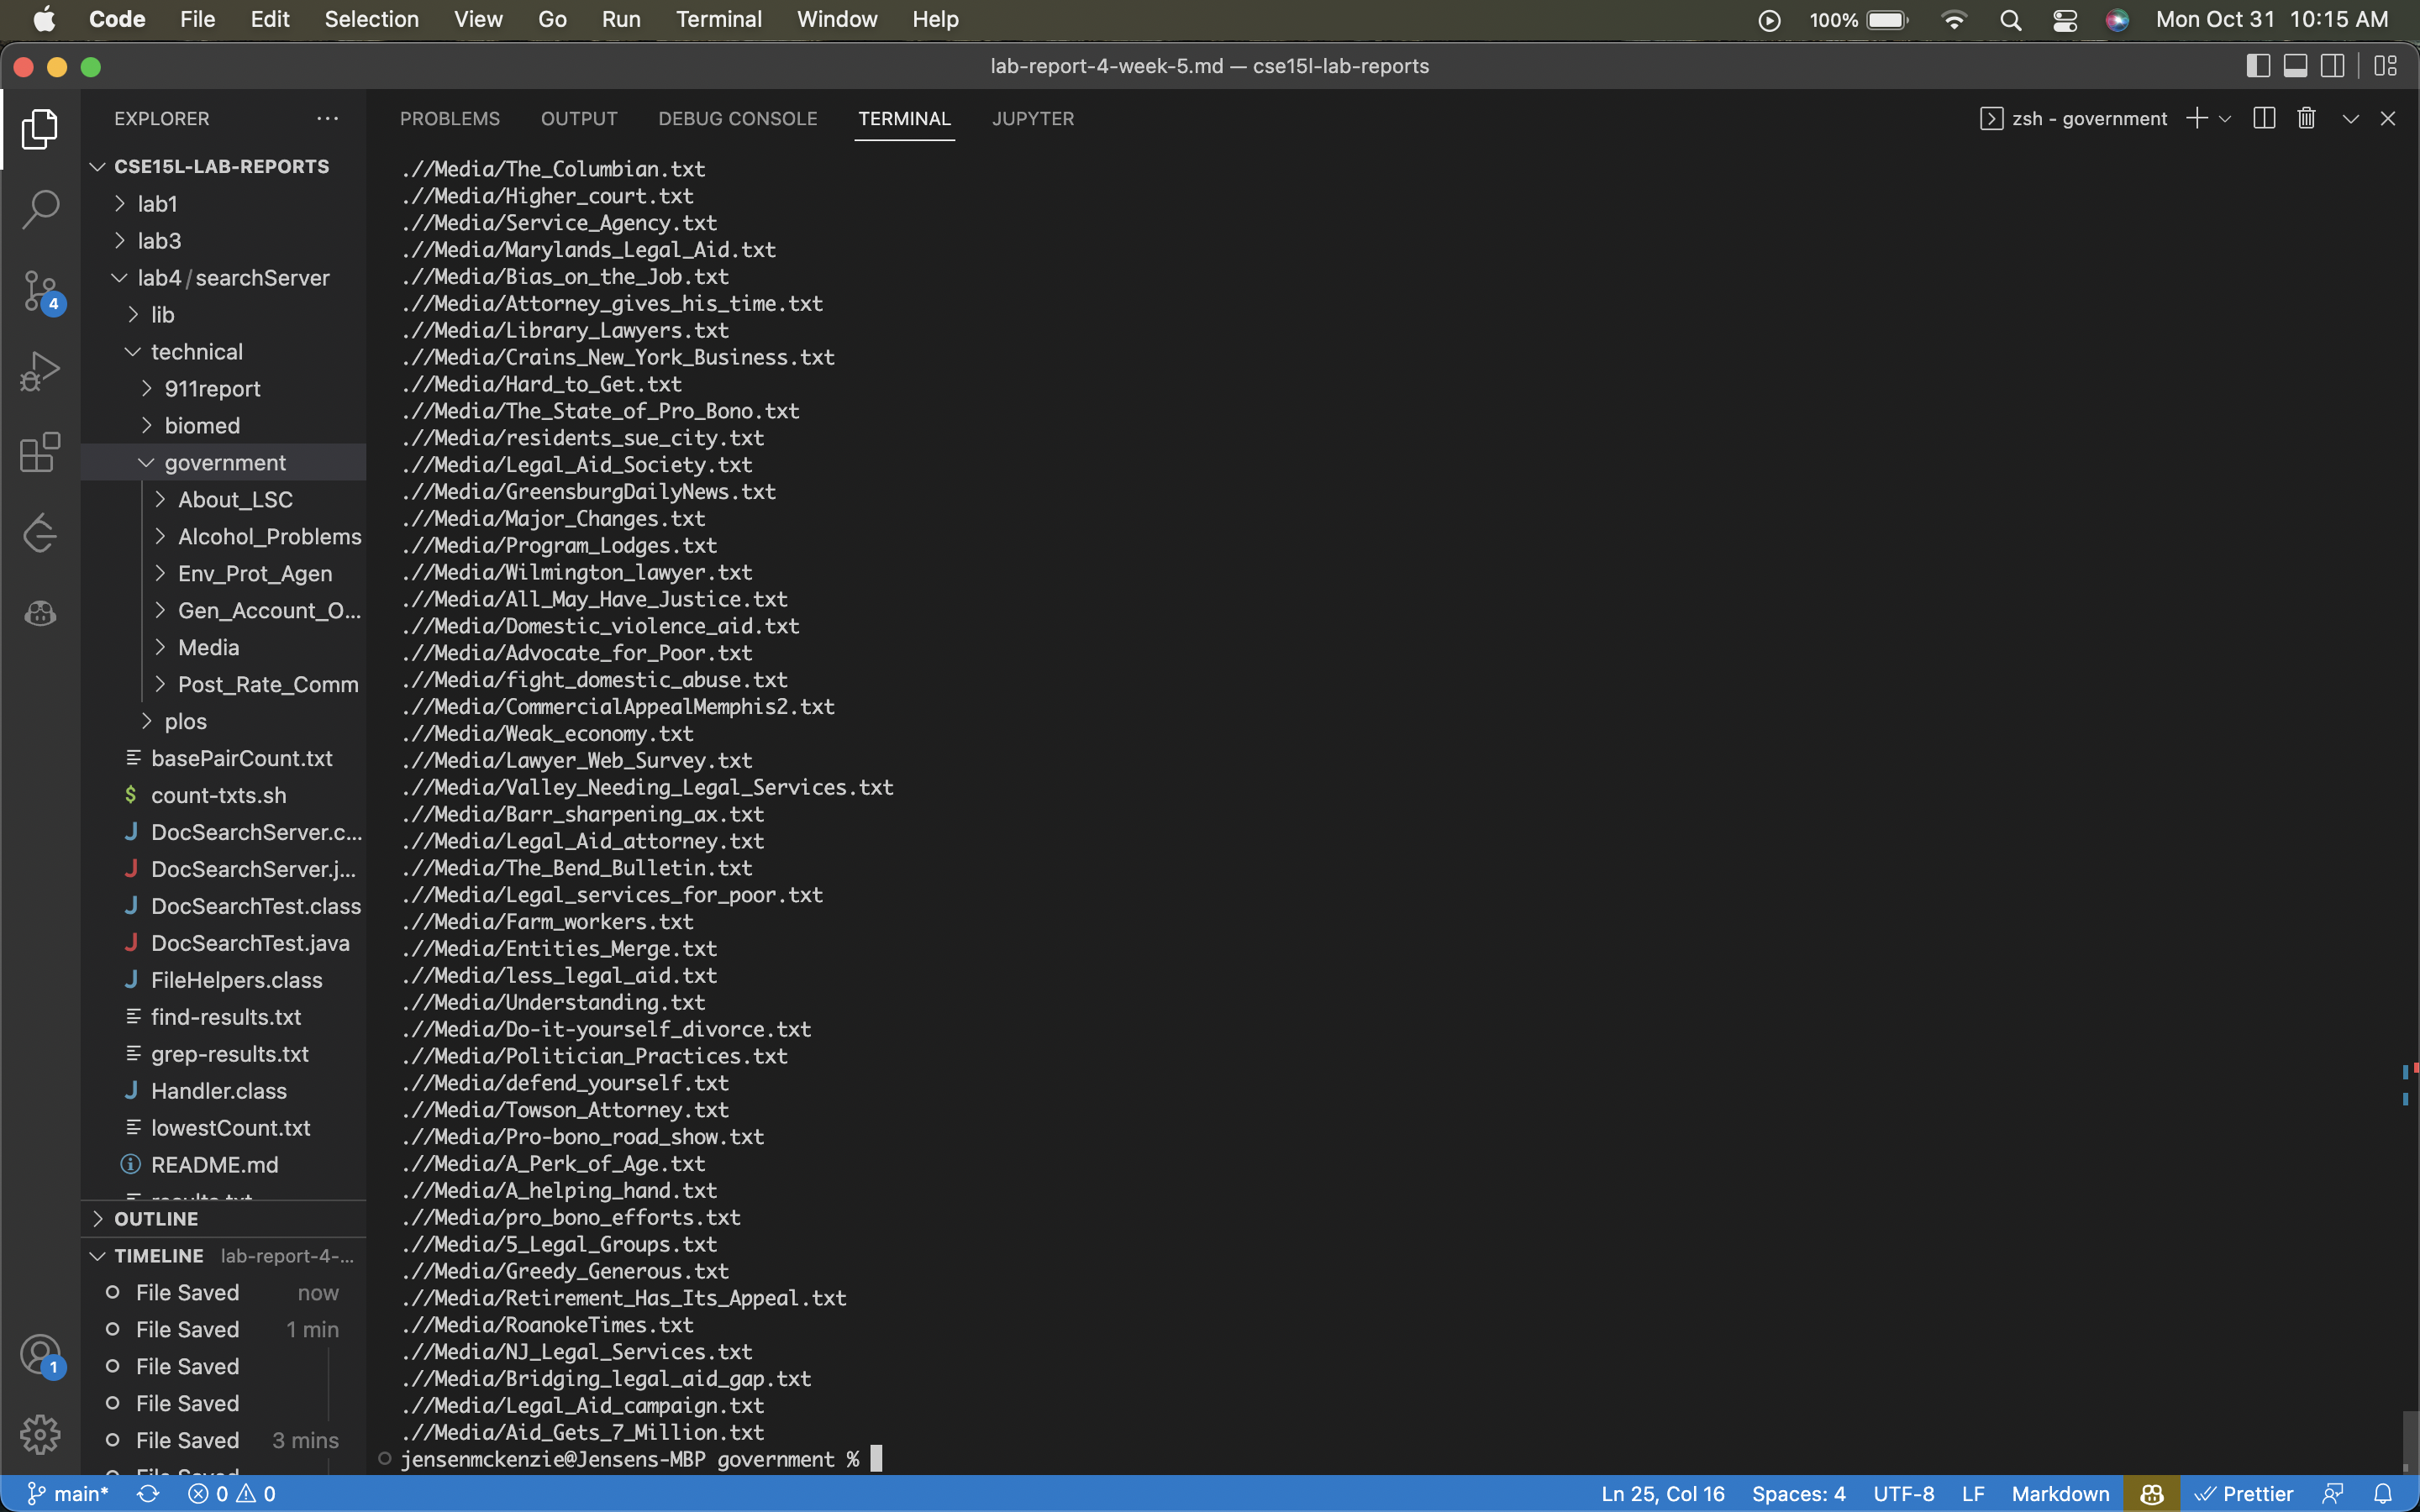 Code File Edit Selection View Go Run Terminal Window Help 100% Mon Oct 31 10:15 AM
lab-report-4-week-5.md — cse15l-lab-reports
EXPLORER
CSE15L-LAB-REPORTS
lab1
lab3
lab4/searchServer
lib
technical
911report
biomed
government
About_LSC
Alcohol_Problems
Env_Prot_Agen
Gen_Account_O...
Media
Post_Rate_Comm
plos
basePairCount.txt
count-txts.sh
DocSearchServer.c...
DocSearchServer.j...
DocSearchTest.class
DocSearchTest.java
FileHelpers.class
find-results.txt
grep-results.txt
Handler.class
lowestCount.txt
README.md
results.txt
OUTLINE
TIMELINE lab-report-4-...
File Saved now
File Saved 1 min
File Saved
File Saved
File Saved 3 mins
File Saved
4
1
PROBLEMS OUTPUT DEBUG CONSOLE TERMINAL JUPYTER zsh - government
.//Media/The_Columbian.txt
.//Media/Higher_court.txt
.//Media/Service_Agency.txt
.//Media/Marylands_Legal_Aid.txt
.//Media/Bias_on_the_Job.txt
.//Media/Attorney_gives_his_time.txt
.//Media/Library_Lawyers.txt
.//Media/Crains_New_York_Business.txt
.//Media/Hard_to_Get.txt
.//Media/The_State_of_Pro_Bono.txt
.//Media/residents_sue_city.txt
.//Media/Legal_Aid_Society.txt
.//Media/GreensburgDailyNews.txt
.//Media/Major_Changes.txt
.//Media/Program_Lodges.txt
.//Media/Wilmington_lawyer.txt
.//Media/All_May_Have_Justice.txt
.//Media/Domestic_violence_aid.txt
.//Media/Advocate_for_Poor.txt
.//Media/fight_domestic_abuse.txt
.//Media/CommercialAppealMemphis2.txt
.//Media/Weak_economy.txt
.//Media/Lawyer_Web_Survey.txt
.//Media/Valley_Needing_Legal_Services.txt
.//Media/Barr_sharpening_ax.txt
.//Media/Legal_Aid_attorney.txt
.//Media/The_Bend_Bulletin.txt
.//Media/Legal_services_for_poor.txt
.//Media/Farm_workers.txt
.//Media/Entities_Merge.txt
.//Media/less_legal_aid.txt
.//Media/Understanding.txt
.//Media/Do-it-yourself_divorce.txt
.//Media/Politician_Practices.txt
.//Media/defend_yourself.txt
.//Media/Towson_Attorney.txt
.//Media/Pro-bono_road_show.txt
.//Media/A_Perk_of_Age.txt
.//Media/A_helping_hand.txt
.//Media/pro_bono_efforts.txt
.//Media/5_Legal_Groups.txt
.//Media/Greedy_Generous.txt
.//Media/Retirement_Has_Its_Appeal.txt
.//Media/RoanokeTimes.txt
.//Media/NJ_Legal_Services.txt
.//Media/Bridging_legal_aid_gap.txt
.//Media/Legal_Aid_campaign.txt
.//Media/Aid_Gets_7_Million.txt
jensenmckenzie@Jensens-MBP government %
main* 0 0 Ln 25, Col 16 Spaces: 4 UTF-8 LF Markdown Prettier